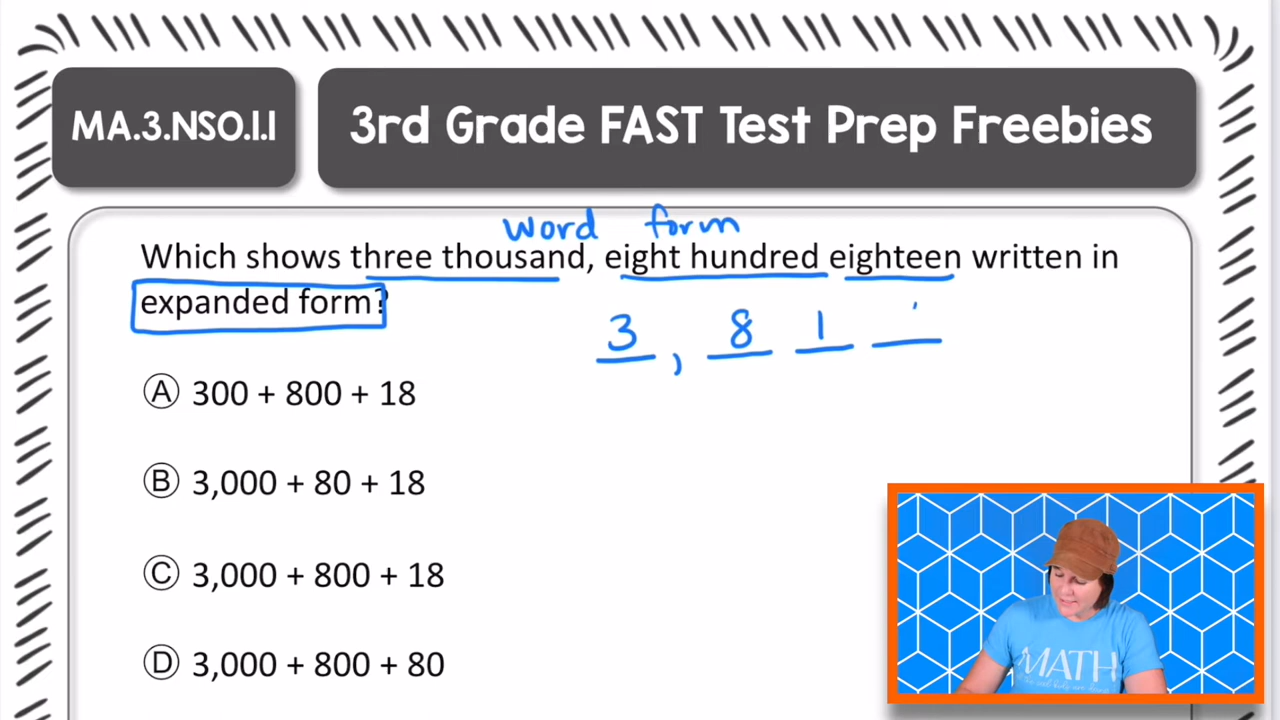 MA.3.NSO.1.1
3rd Grade FAST Test Prep Freebies
word form
Which shows three thousand, eight hundred eighteen written in
expanded form?
3, 8 1
A 300 + 800 + 18
B 3,000 + 80 + 18
C 3,000 + 800 + 18
D 3,000 + 800 + 80
MATH